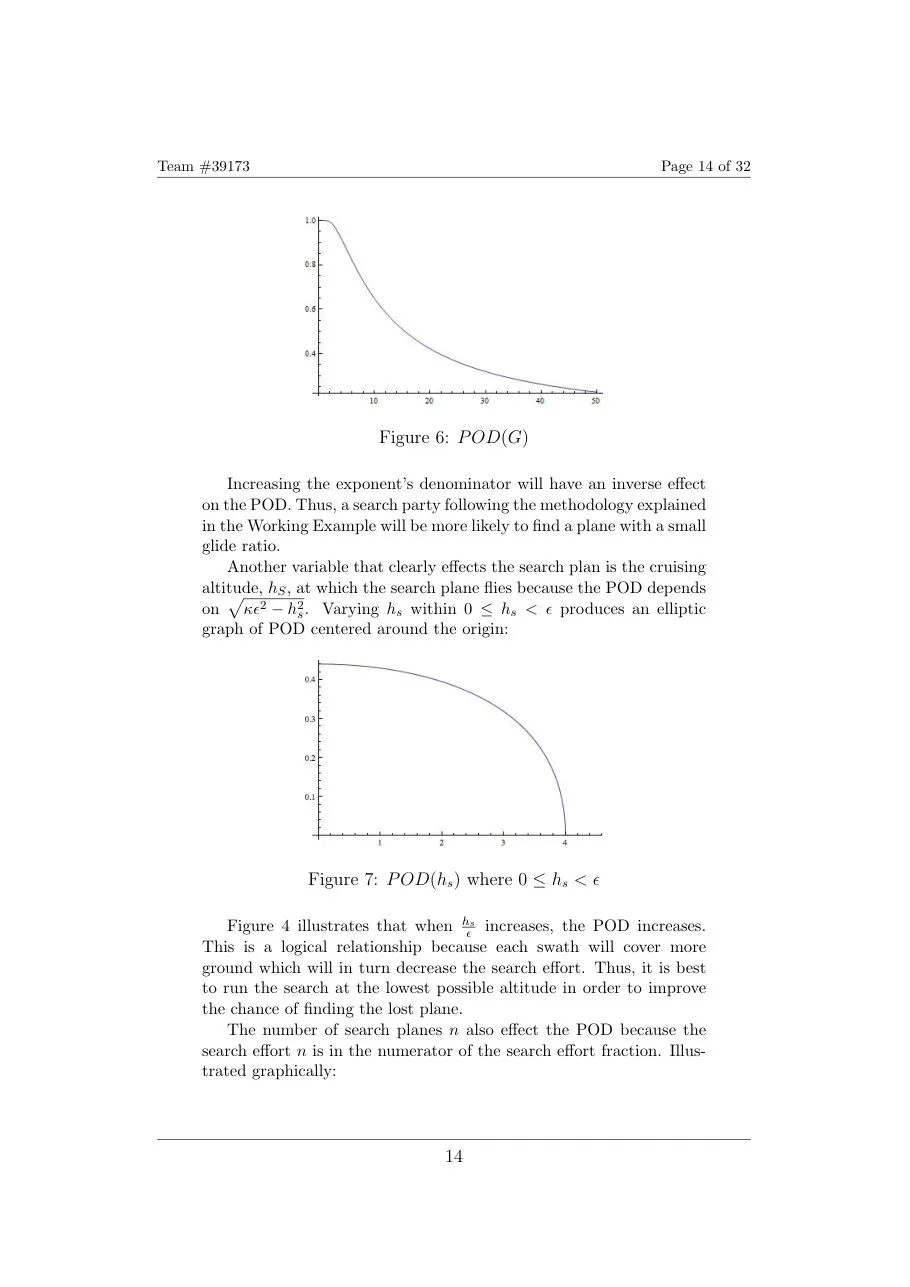 Team #39173 Page 14 of 32
1.0
0.8
0.6
0.4
10 20 30 40 50
Figure 6: POD(G)
Increasing the exponent's denominator will have an inverse effect
on the POD. Thus, a search party following the methodology explained
in the Working Example will be more likely to find a plane with a small
glide ratio.
Another variable that clearly effects the search plan is the cruising
altitude, h_S, at which the search plane flies because the POD depends
on √(κϵ² − h_s²). Varying h_s within 0 ≤ h_s < ϵ produces an elliptic
graph of POD centered around the origin:
0.4
0.3
0.2
0.1
1 2 3 4
Figure 7: POD(h_s) where 0 ≤ h_s < ϵ
Figure 4 illustrates that when h_s/ϵ increases, the POD increases.
This is a logical relationship because each swath will cover more
ground which will in turn decrease the search effort. Thus, it is best
to run the search at the lowest possible altitude in order to improve
the chance of finding the lost plane.
The number of search planes n also effect the POD because the
search effort n is in the numerator of the search effort fraction. Illus-
trated graphically:
14